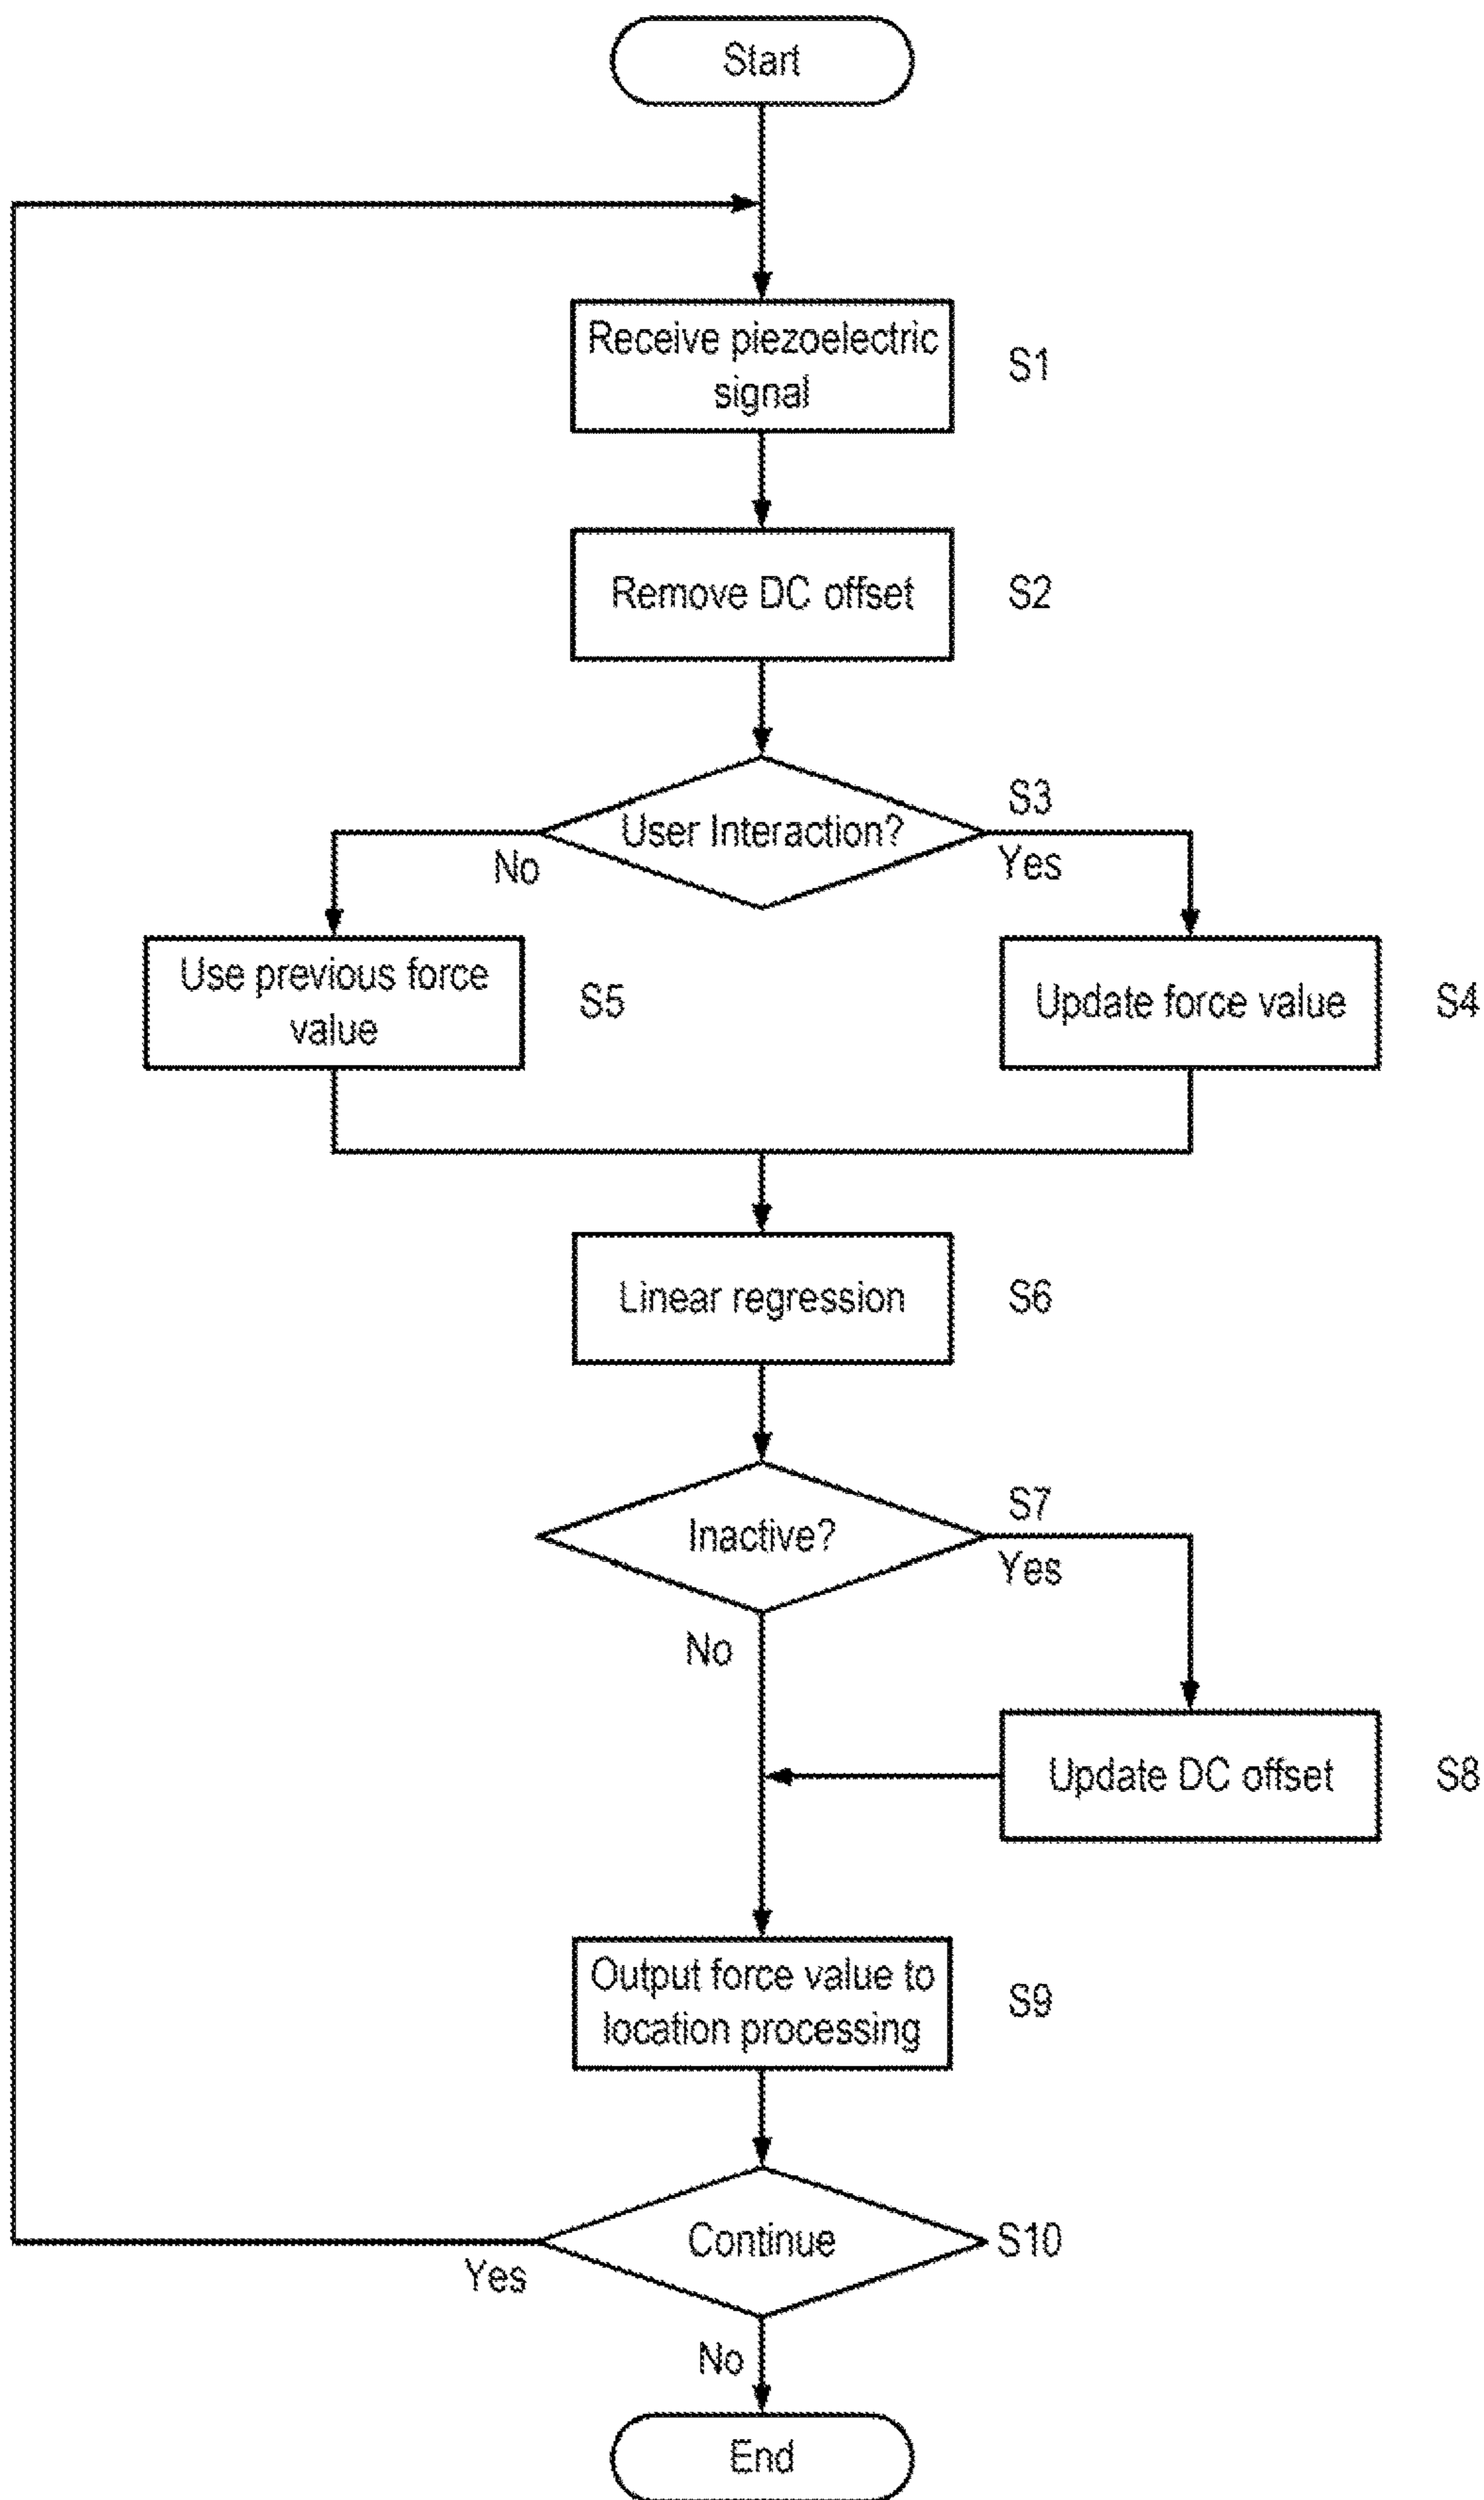 Start
Receive piezoelectric
signal
S1
Remove DC offset
S2
User Interaction?
S3
No
Yes
Use previous force
value
S5
Update force value
S4
Linear regression
S6
Inactive?
S7
Yes
No
Update DC offset
S8
Output force value to
location processing
S9
Continue
S10
Yes
No
End